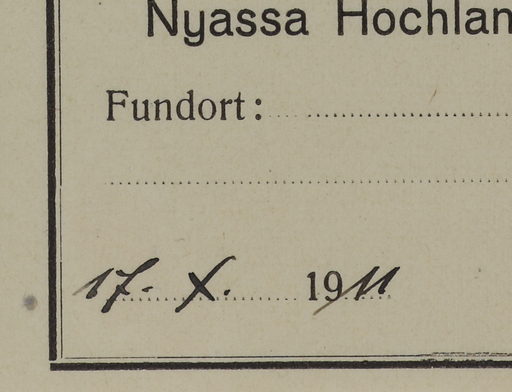 Nyassa Hochlan
Fundort:
17. X. 1911